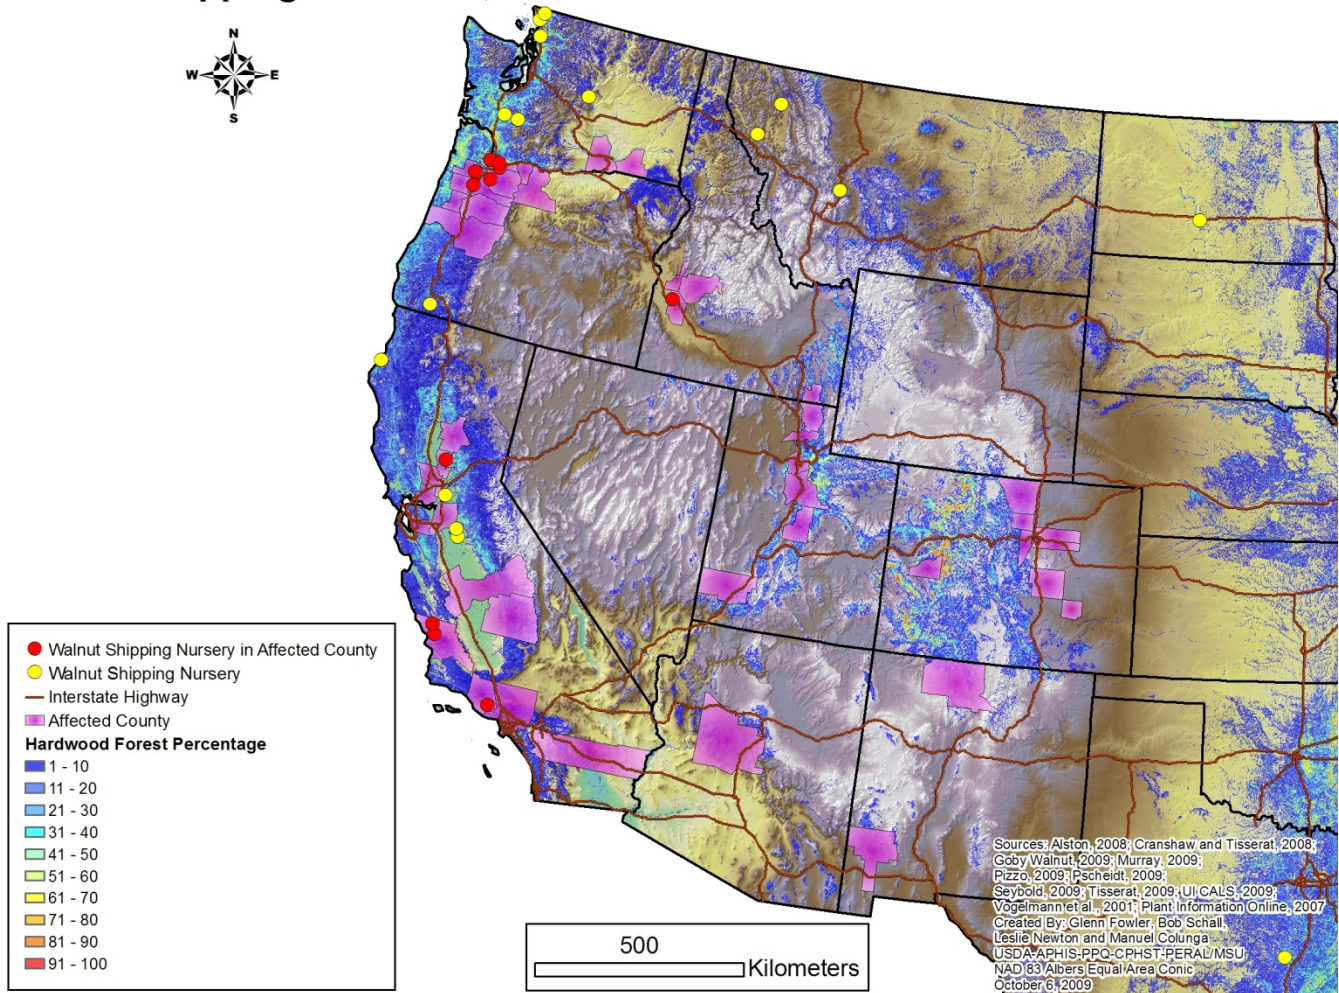 N
W E
S
Walnut Shipping Nursery in Affected County
Walnut Shipping Nursery
Interstate Highway
Affected County
Hardwood Forest Percentage
1 - 10
11 - 20
21 - 30
31 - 40
41 - 50
51 - 60
61 - 70
71 - 80
81 - 90
91 - 100
500
Kilometers
Sources: Alston, 2008; Cranshaw and Tisserat, 2008;
Goby Walnut, 2009; Murray, 2009;
Pizzo, 2009; Pscheidt, 2009;
Seybold, 2009; Tisserat, 2009; UI CALS, 2009;
Vogelmann et al., 2001; Plant Information Online, 2007
Created By: Glenn Fowler, Bob Schall,
Leslie Newton and Manuel Colunga
USDA-APHIS-PPQ-CPHST-PERAL/MSU
NAD 83 Albers Equal Area Conic
October 6, 2009